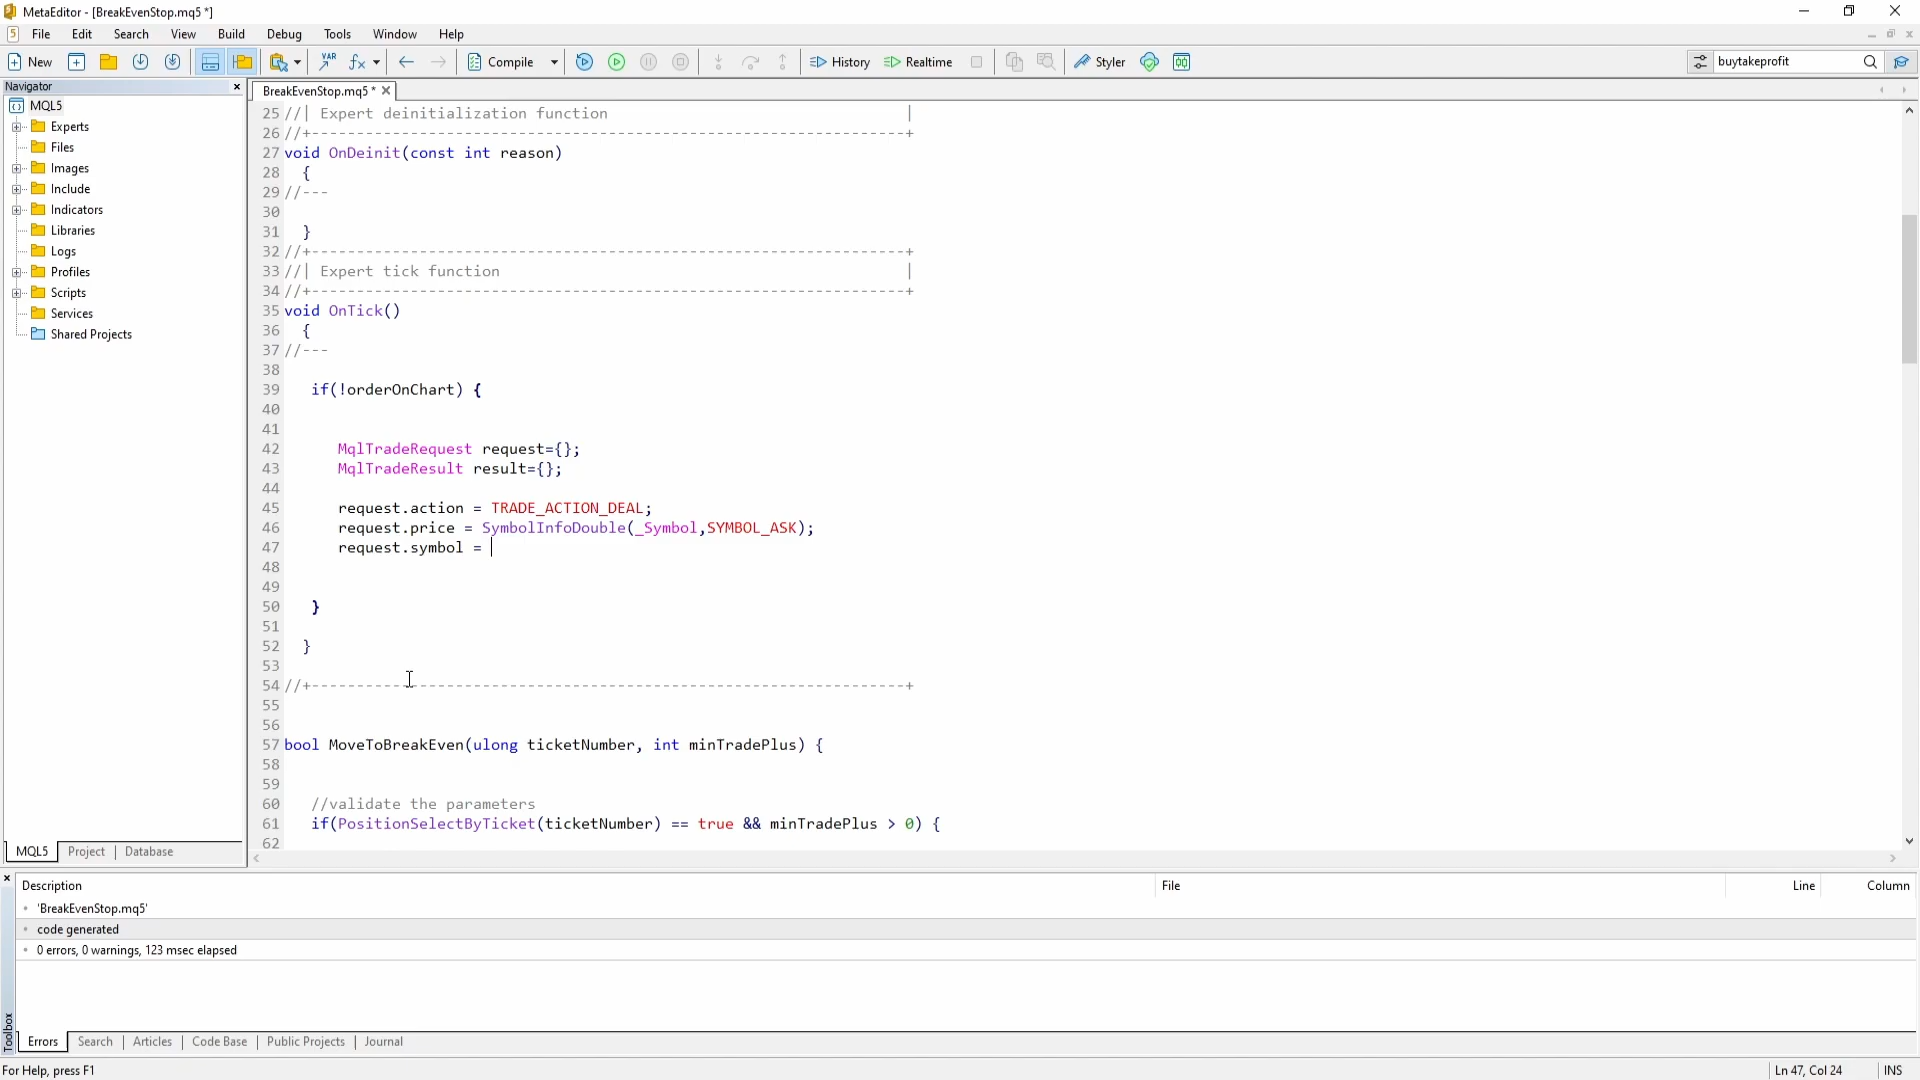 MetaEditor - [BreakEvenStop.mq5 *]
5 File Edit Search View Build Debug Tools Window Help
New VAR fx Compile History Realtime Styler buytakeprofit
Navigator
BreakEvenStop.mq5 *
MQL5
Experts
Files
Images
Include
Indicators
Libraries
Logs
Profiles
Scripts
Services
Shared Projects
MQL5 Project Database
25 //| Expert deinitialization function |
26 //+------------------------------------------------------------------+
27 void OnDeinit(const int reason)
28 {
29 //---
30
31 }
32 //+------------------------------------------------------------------+
33 //| Expert tick function |
34 //+------------------------------------------------------------------+
35 void OnTick()
36 {
37 //---
38
39 if(!orderOnChart) {
40
41
42 MqlTradeRequest request={};
43 MqlTradeResult result={};
44
45 request.action = TRADE_ACTION_DEAL;
46 request.price = SymbolInfoDouble(_Symbol,SYMBOL_ASK);
47 request.symbol =
48
49
50 }
51
52 }
53
54 //+------------------------------------------------------------------+
55
56
57 bool MoveToBreakEven(ulong ticketNumber, int minTradePlus) {
58
59
60 //validate the parameters
61 if(PositionSelectByTicket(ticketNumber) == true && minTradePlus > 0) {
62
Description File Line Column
'BreakEvenStop.mq5'
code generated
0 errors, 0 warnings, 123 msec elapsed
Toolbox
Errors Search Articles Code Base Public Projects Journal
For Help, press F1 Ln 47, Col 24 INS